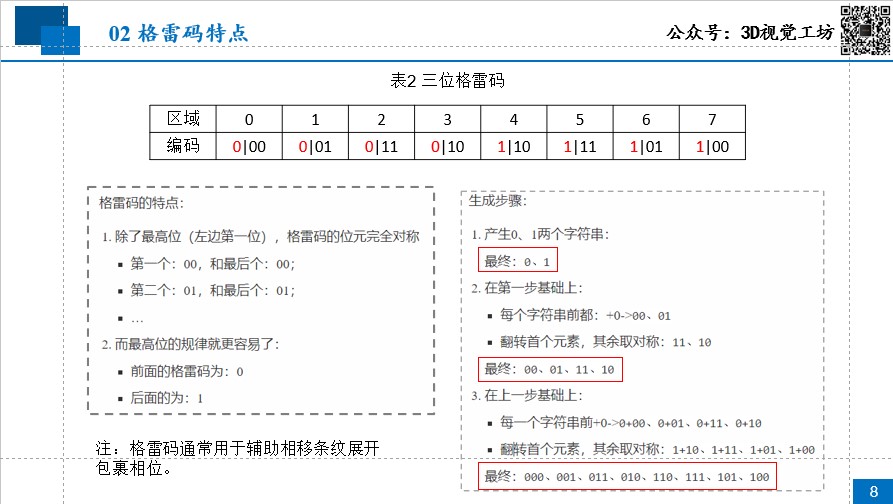 02 格雷码特点
公众号：3D视觉工坊
表2 三位格雷码
区域 0 1 2 3 4 5 6 7
编码 0|00 0|01 0|11 0|10 1|10 1|11 1|01 1|00
格雷码的特点：
1. 除了最高位（左边第一位），格雷码的位元完全对称
▪ 第一个：00，和最后个：00；
▪ 第二个：01，和最后个：01；
▪ …
2. 而最高位的规律就更容易了：
▪ 前面的格雷码为：0
▪ 后面的为：1
注：格雷码通常用于辅助相移条纹展开
包裹相位。
生成步骤：
1. 产生0、1两个字符串：
最终：0、1
2. 在第一步基础上：
▪ 每个字符串前都：+0->00、01
▪ 翻转首个元素，其余取对称：11、10
最终：00、01、11、10
3. 在上一步基础上：
▪ 每一个字符串前+0->0+00、0+01、0+11、0+10
▪ 翻转首个元素，其余取对称：1+10、1+11、1+01、1+00
最终：000、001、011、010、110、111、101、100
8